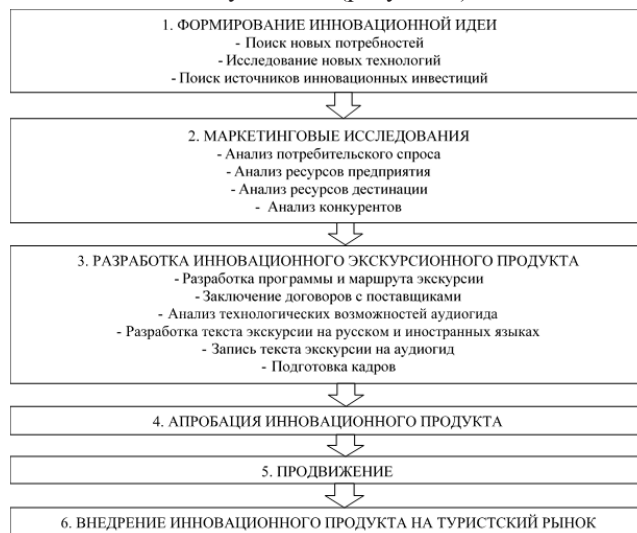 1. ФОРМИРОВАНИЕ ИННОВАЦИОННОЙ ИДЕИ
- Поиск новых потребностей
- Исследование новых технологий
- Поиск источников инновационных инвестиций
2. МАРКЕТИНГОВЫЕ ИССЛЕДОВАНИЯ
- Анализ потребительского спроса
- Анализ ресурсов предприятия
- Анализ ресурсов дестинации
- Анализ конкурентов
3. РАЗРАБОТКА ИННОВАЦИОННОГО ЭКСКУРСИОННОГО ПРОДУКТА
- Разработка программы и маршрута экскурсии
- Заключение договоров с поставщиками
- Анализ технологических возможностей аудиогида
- Разработка текста экскурсии на русском и иностранных языках
- Запись текста экскурсии на аудиогид
- Подготовка кадров
4. АПРОБАЦИЯ ИННОВАЦИОННОГО ПРОДУКТА
5. ПРОДВИЖЕНИЕ
6. ВНЕДРЕНИЕ ИННОВАЦИОННОГО ПРОДУКТА НА ТУРИСТСКИЙ РЫНОК